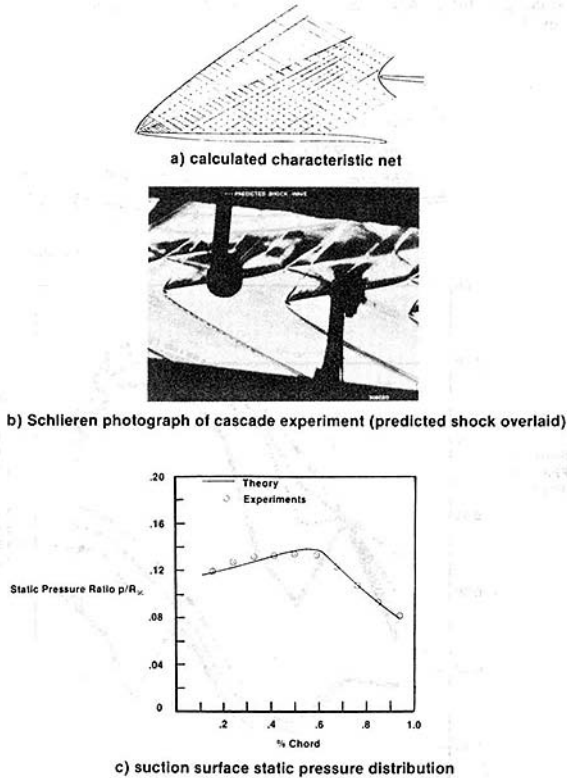 a) calculated characteristic net
PREDICTED SHOCK WAVE
b) Schlieren photograph of cascade experiment (predicted shock overlaid)
.20
Theory
Experiments
.16
Static Pressure Ratio p/R∞
.12
.08
.04
0
.2 .4 .6 .8 1.0
% Chord
c) suction surface static pressure distribution